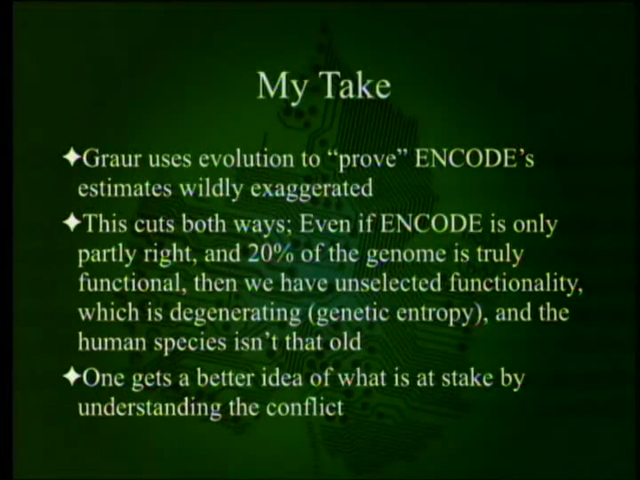 My Take
✦Graur uses evolution to “prove” ENCODE’s
estimates wildly exaggerated
✦This cuts both ways; Even if ENCODE is only
partly right, and 20% of the genome is truly
functional, then we have unselected functionality,
which is degenerating (genetic entropy), and the
human species isn’t that old
✦One gets a better idea of what is at stake by
understanding the conflict